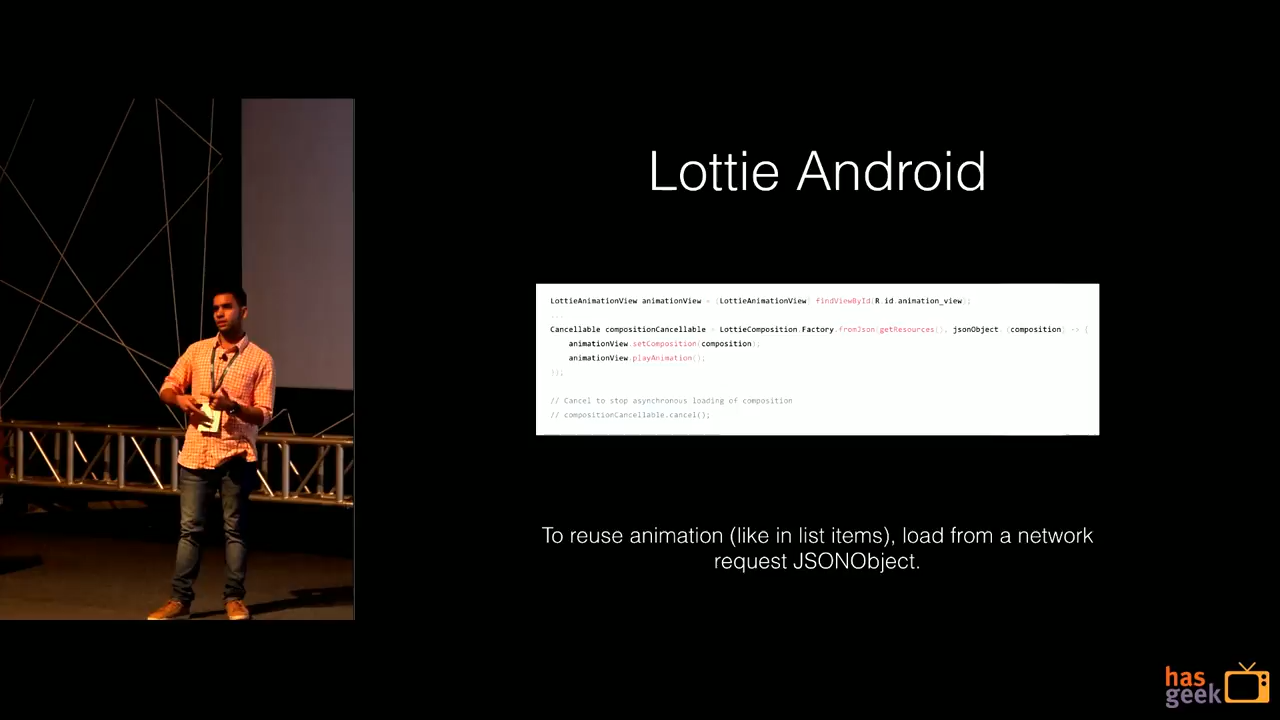 Lottie Android
LottieAnimationView animationView = (LottieAnimationView) findViewById(R.id.animation_view);
...
Cancellable compositionCancellable = LottieComposition.Factory.fromJson(getResources(), jsonObject, (composition) -> {
animationView.setComposition(composition);
animationView.playAnimation();
});
// Cancel to stop asynchronous loading of composition
// compositionCancellable.cancel();
To reuse animation (like in list items), load from a network
request JSONObject.
has
geek